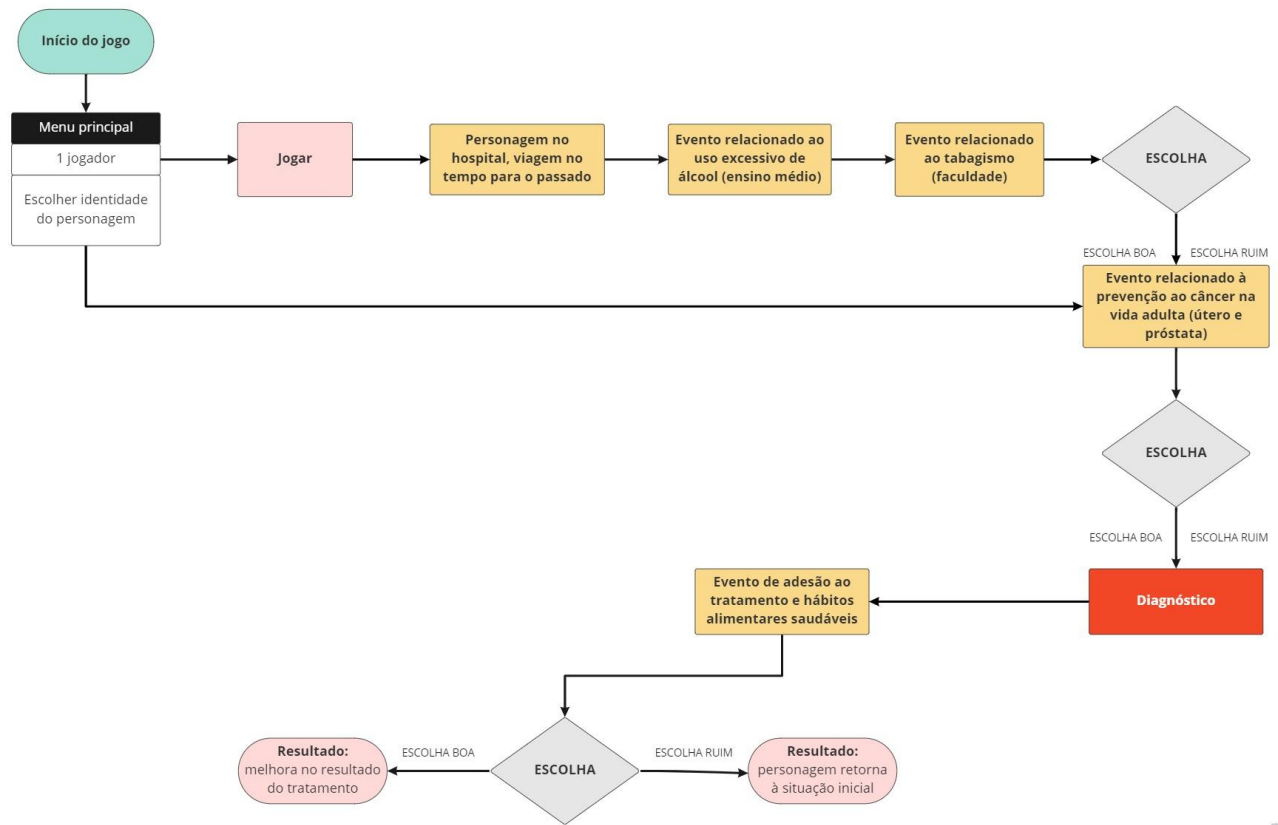 Início do jogo
Menu principal
1 jogador
Escolher identidade
do personagem
Jogar
Personagem no
hospital, viagem no
tempo para o passado
Evento relacionado ao
uso excessivo de
álcool (ensino médio)
Evento relacionado
ao tabagismo
(faculdade)
ESCOLHA
ESCOLHA BOA
ESCOLHA RUIM
Evento relacionado à
prevenção ao câncer na
vida adulta (útero e
próstata)
ESCOLHA
ESCOLHA BOA
ESCOLHA RUIM
Diagnóstico
Evento de adesão ao
tratamento e hábitos
alimentares saudáveis
ESCOLHA
ESCOLHA BOA
ESCOLHA RUIM
Resultado:
melhora no resultado
do tratamento
Resultado:
personagem retorna
à situação inicial